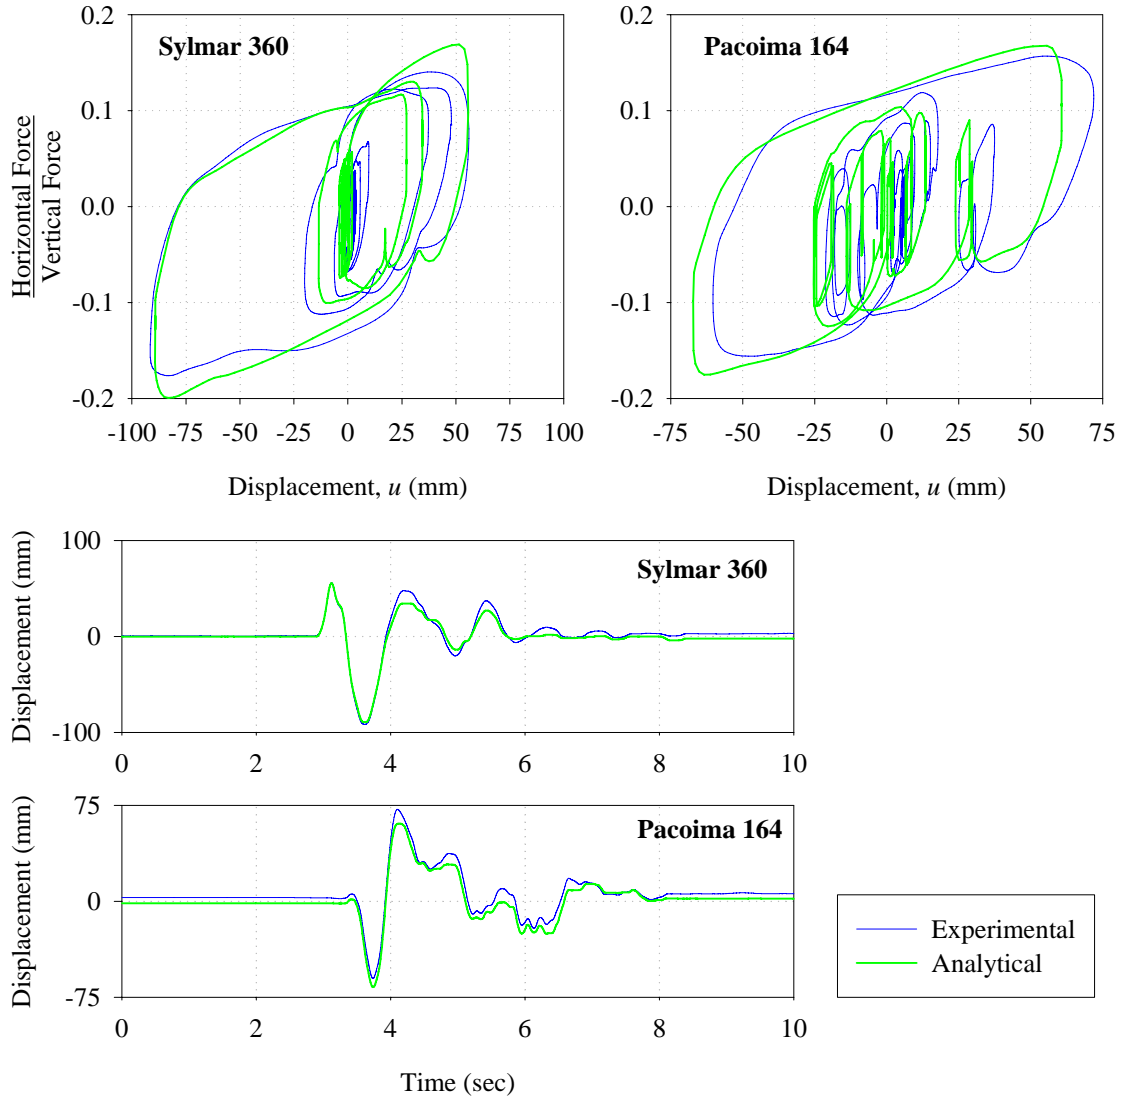 Sylmar 360
Pacoima 164
0.2
0.1
0.0
-0.1
-0.2
Horizontal Force
Vertical Force
-100 -75 -50 -25 0 25 50 75 100
Displacement, u (mm)
0.2
0.1
0.0
-0.1
-0.2
-75 -50 -25 0 25 50 75
Displacement, u (mm)
Sylmar 360
100
0
-100
Displacement (mm)
0 2 4 6 8 10
Pacoima 164
75
0
-75
Displacement (mm)
0 2 4 6 8 10
Time (sec)
Experimental
Analytical